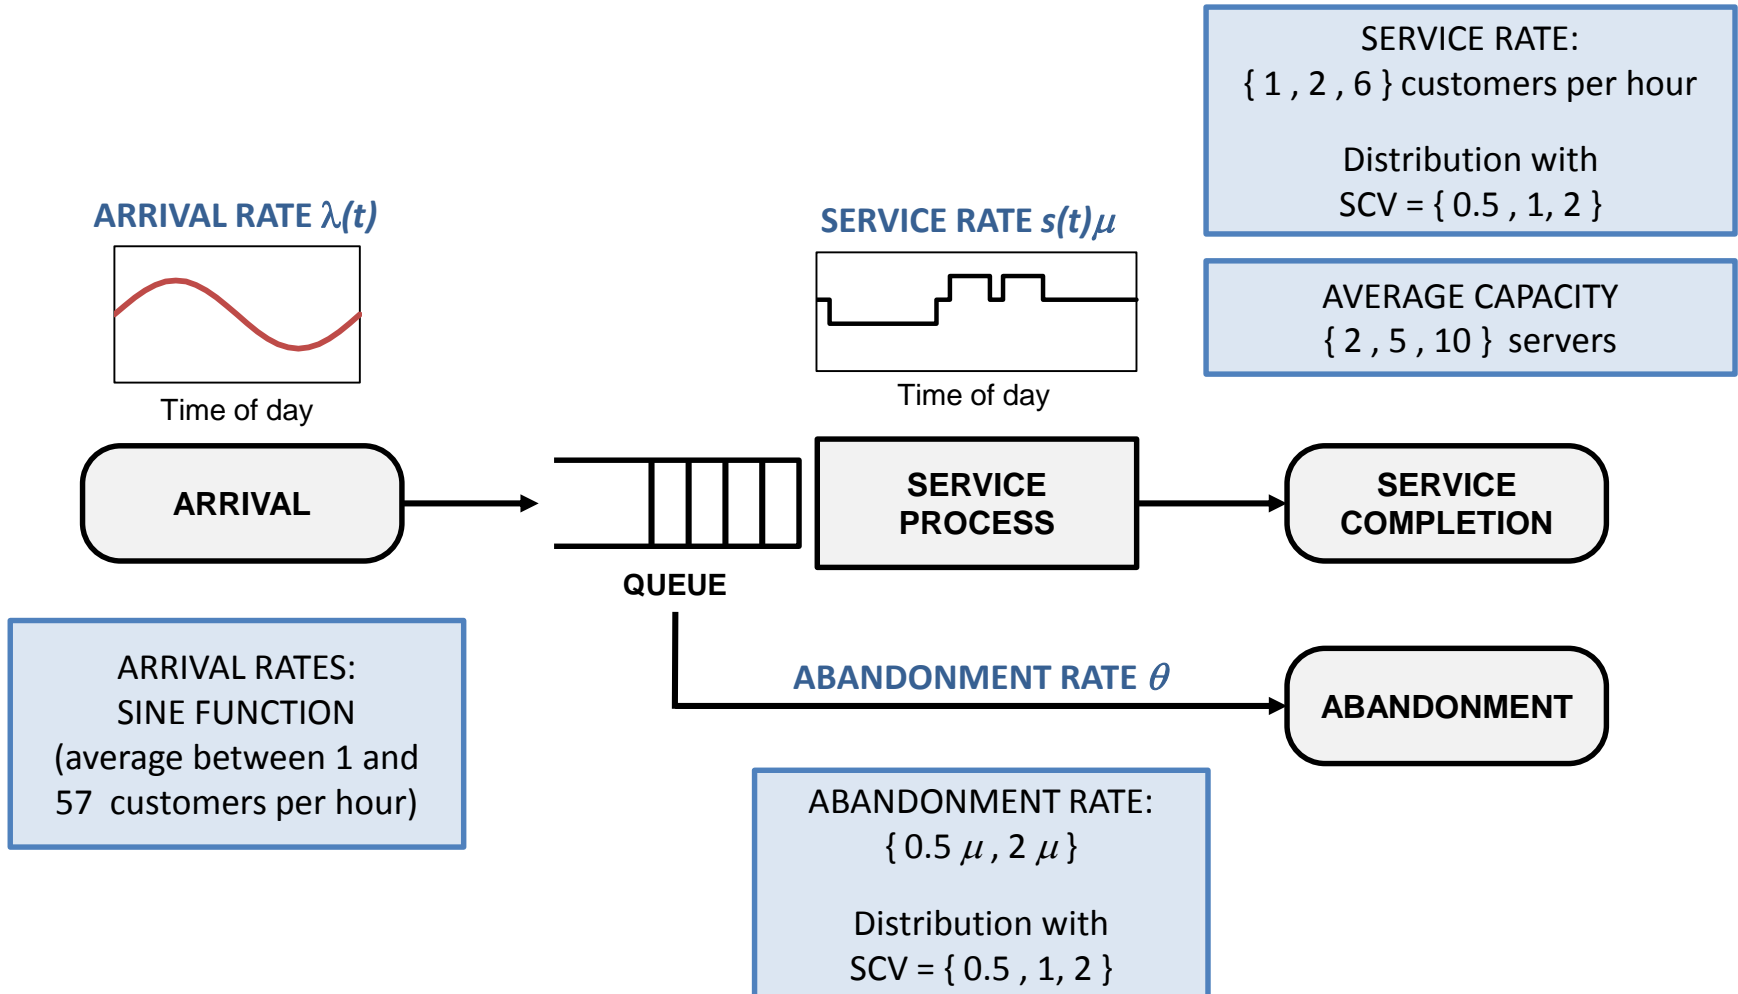 SERVICE RATE:
{ 1 , 2 , 6 } customers per hour
Distribution with
SCV = { 0.5 , 1, 2 }
ARRIVAL RATE λ(t)
SERVICE RATE s(t)μ
AVERAGE CAPACITY
{ 2 , 5 , 10 } servers
Time of day
Time of day
ARRIVAL
SERVICE
PROCESS
SERVICE
COMPLETION
QUEUE
ARRIVAL RATES:
SINE FUNCTION
(average between 1 and
57 customers per hour)
ABANDONMENT RATE θ
ABANDONMENT
ABANDONMENT RATE:
{ 0.5 μ , 2 μ }
Distribution with
SCV = { 0.5 , 1, 2 }